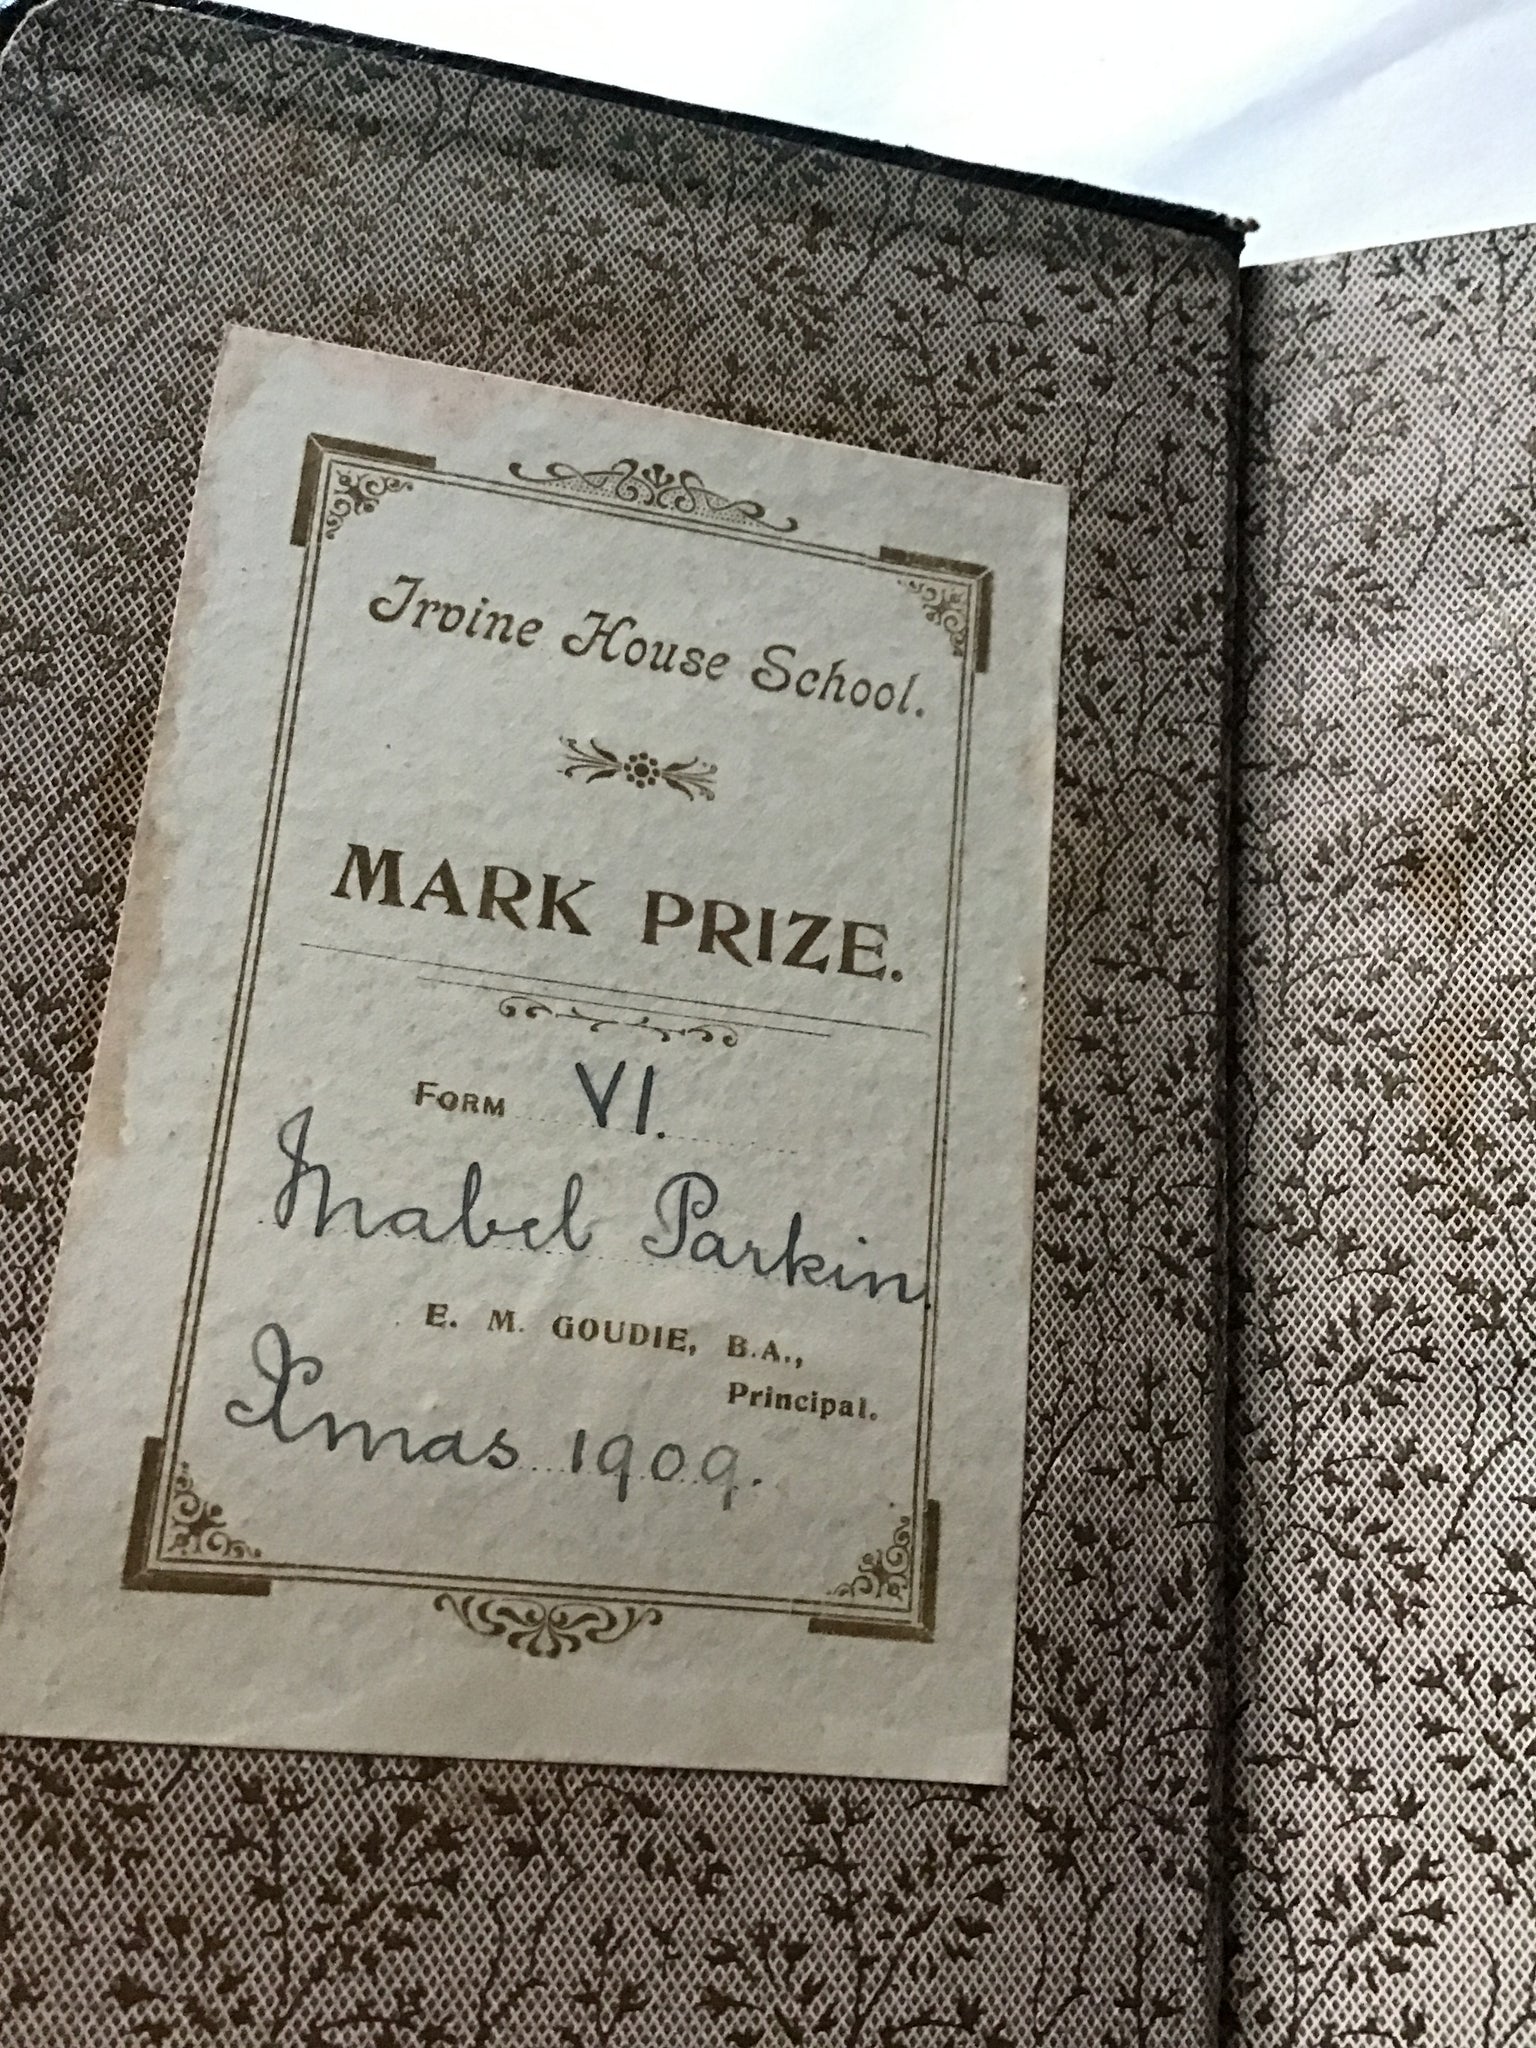 Irvine House School.
MARK PRIZE.
FORM VI.
Mabel Parkin.
E. M. GOUDIE, B.A.,
Principal.
Xmas 1909.